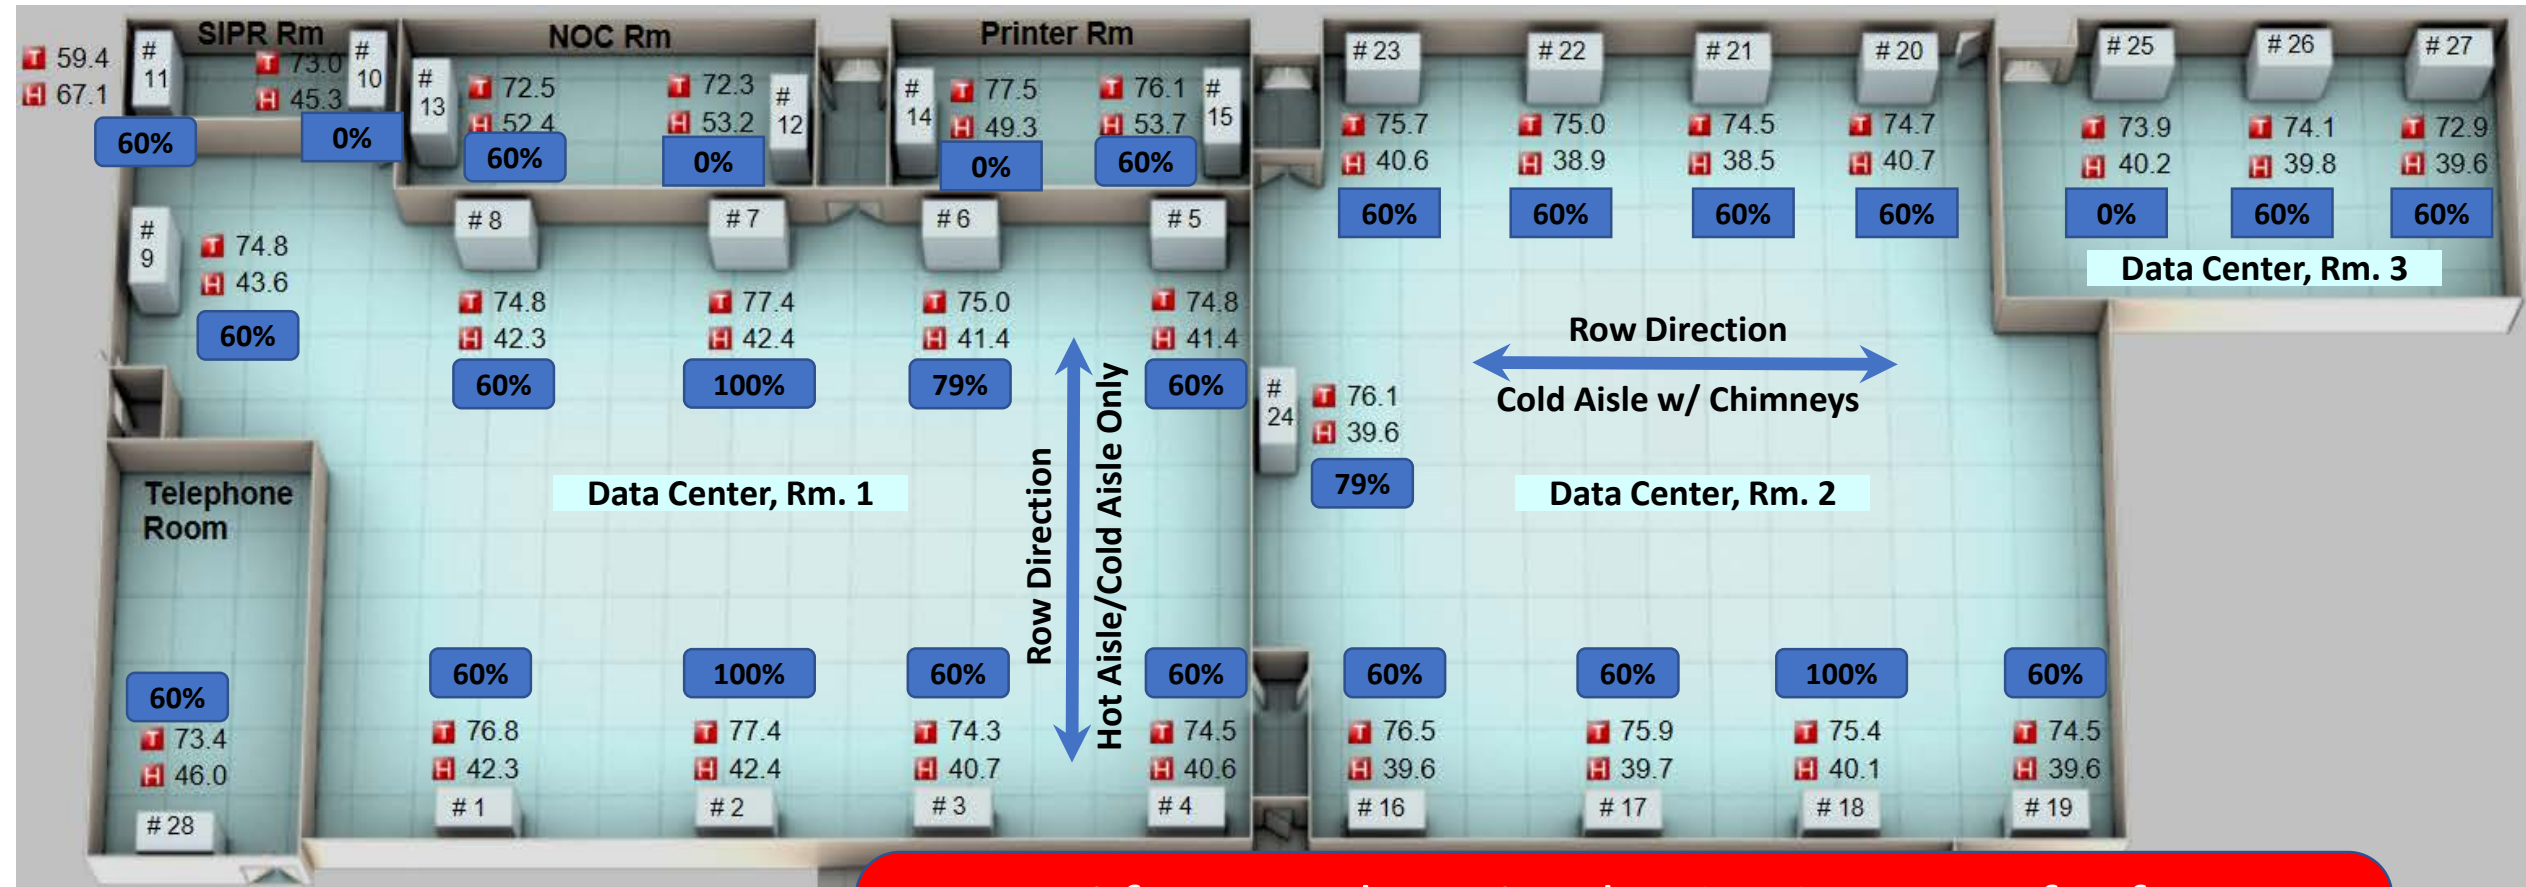 SIPR Rm
NOC Rm
Printer Rm
T 59.4
H 67.1
# 11
T 73.0
H 45.3
# 10
60%
0%
# 13
T 72.5
H 52.4
60%
T 72.3
H 53.2
# 12
0%
# 14
T 77.5
H 49.3
0%
T 76.1
H 53.7
# 15
60%
# 23
T 75.7
H 40.6
60%
# 22
T 75.0
H 38.9
60%
# 21
T 74.5
H 38.5
60%
# 20
T 74.7
H 40.7
60%
# 25
T 73.9
H 40.2
0%
# 26
T 74.1
H 39.8
60%
# 27
T 72.9
H 39.6
60%
Data Center, Rm. 3
# 9
T 74.8
H 43.6
60%
# 8
T 74.8
H 42.3
60%
# 7
T 77.4
H 42.4
100%
# 6
T 75.0
H 41.4
79%
# 5
T 74.8
H 41.4
60%
Row Direction
Hot Aisle/Cold Aisle Only
Data Center, Rm. 1
# 24
T 76.1
H 39.6
79%
Row Direction
Cold Aisle w/ Chimneys
Data Center, Rm. 2
Telephone
Room
60%
T 73.4
H 46.0
# 28
60%
T 76.8
H 42.3
# 1
100%
T 77.4
H 42.4
# 2
60%
T 74.3
H 40.7
# 3
60%
T 74.5
H 40.6
# 4
60%
T 76.5
H 39.6
# 16
60%
T 75.9
H 39.7
# 17
100%
T 75.4
H 40.1
# 18
60%
T 74.5
H 39.6
# 19